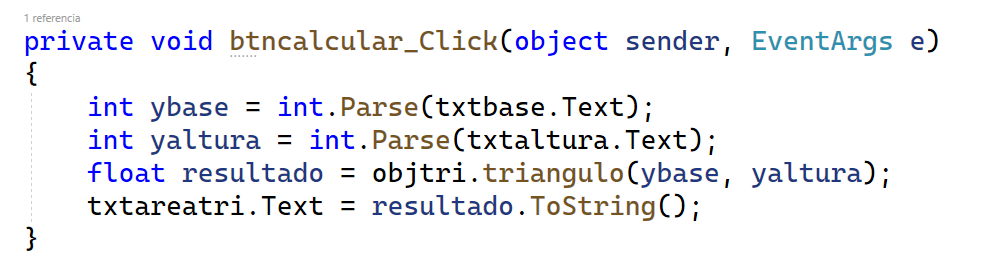 1 referencia
private void btncalcular_Click(object sender, EventArgs e)
{
int ybase = int.Parse(txtbase.Text);
int yaltura = int.Parse(txtaltura.Text);
float resultado = objtri.triangulo(ybase, yaltura);
txtareatri.Text = resultado.ToString();
}